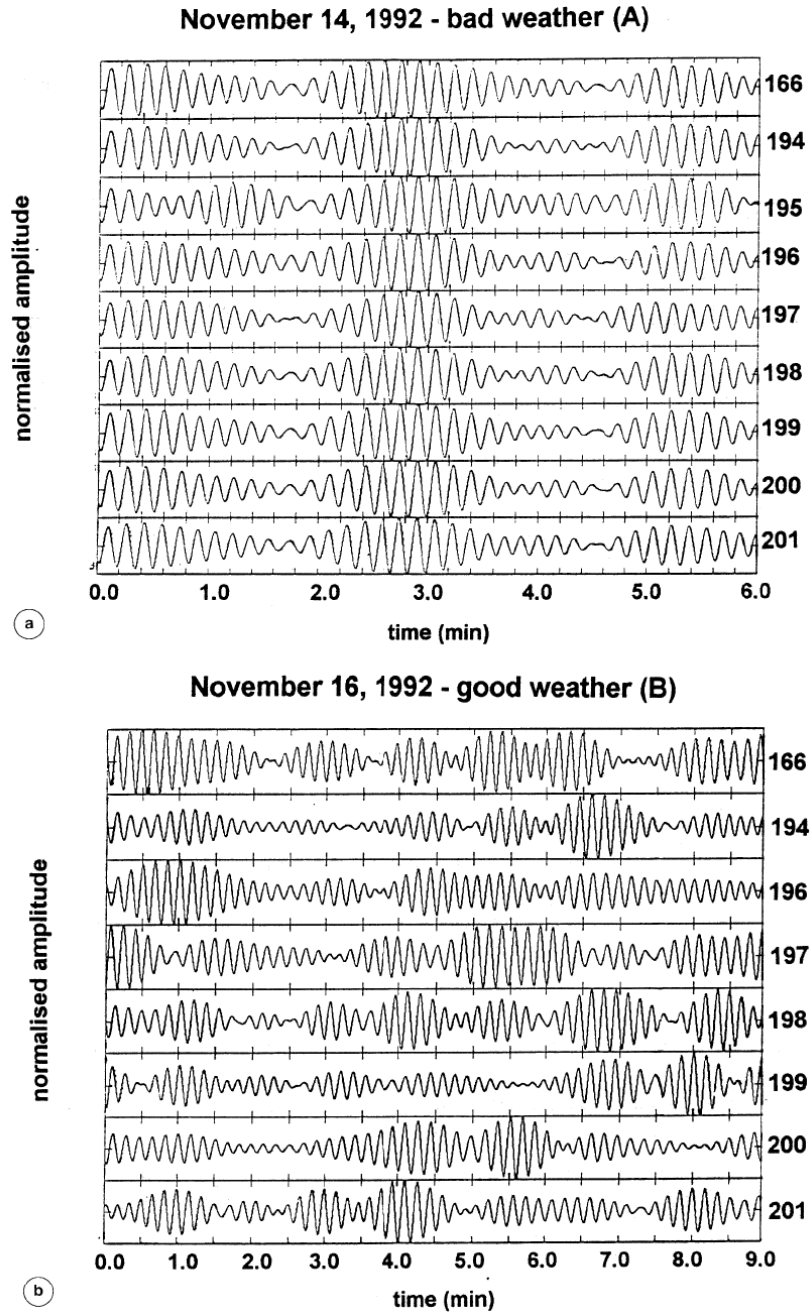 November 14, 1992 - bad weather (A)
normalised amplitude
166
194
195
196
197
198
199
200
201
0.0 1.0 2.0 3.0 4.0 5.0 6.0
a
time (min)
November 16, 1992 - good weather (B)
normalised amplitude
166
194
196
197
198
199
200
201
0.0 1.0 2.0 3.0 4.0 5.0 6.0 7.0 8.0 9.0
b
time (min)